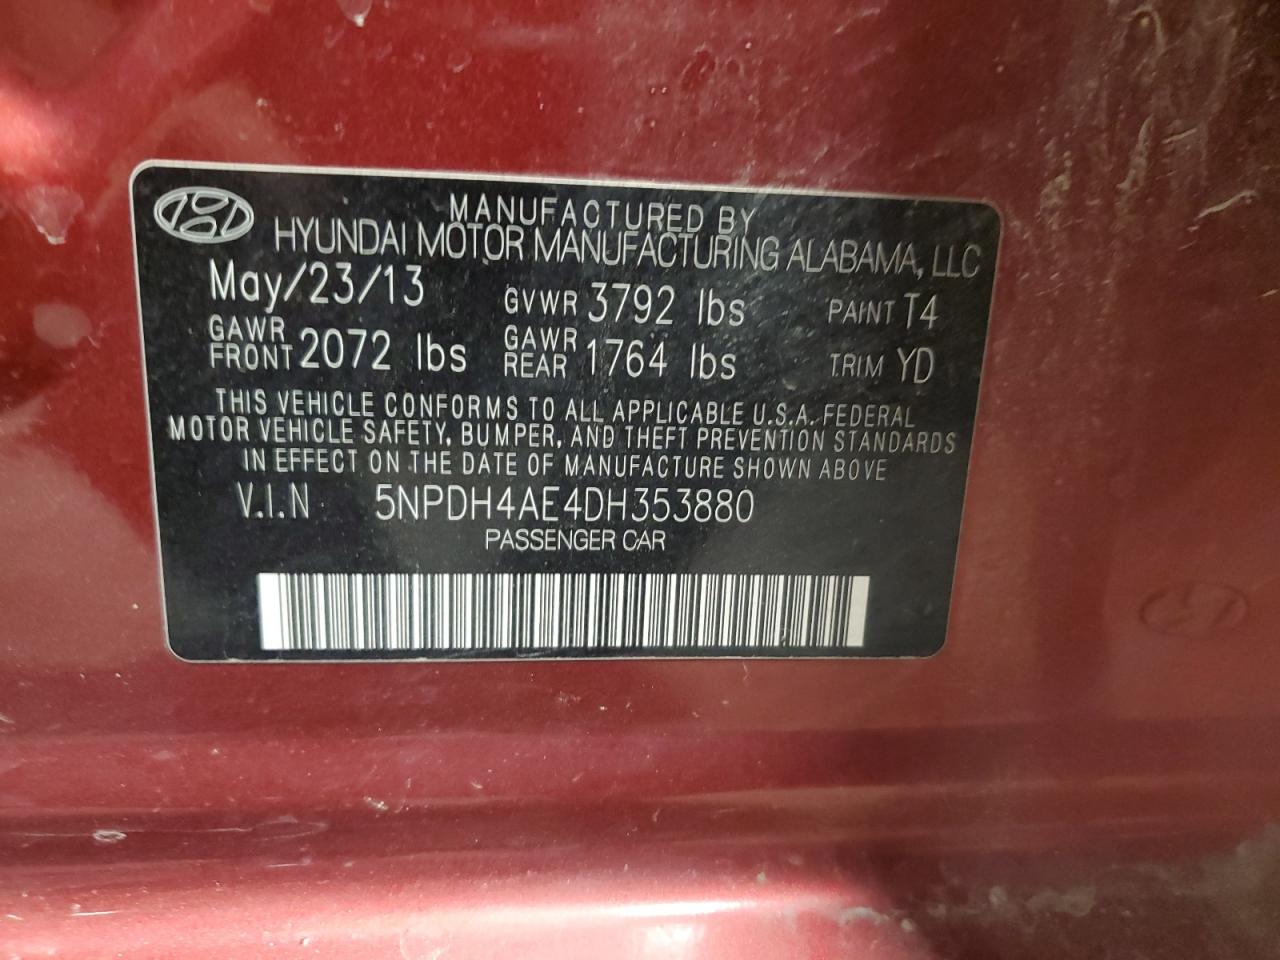 MANUFACTURED BY
HYUNDAI MOTOR MANUFACTURING ALABAMA, LLC
May/23/13 GVWR 3792 lbs PAINT T4
GAWR FRONT 2072 lbs GAWR REAR 1764 lbs TRIM YD
THIS VEHICLE CONFORMS TO ALL APPLICABLE U.S.A. FEDERAL
MOTOR VEHICLE SAFETY, BUMPER, AND THEFT PREVENTION STANDARDS
IN EFFECT ON THE DATE OF MANUFACTURE SHOWN ABOVE
V.I.N 5NPDH4AE4DH353880
PASSENGER CAR